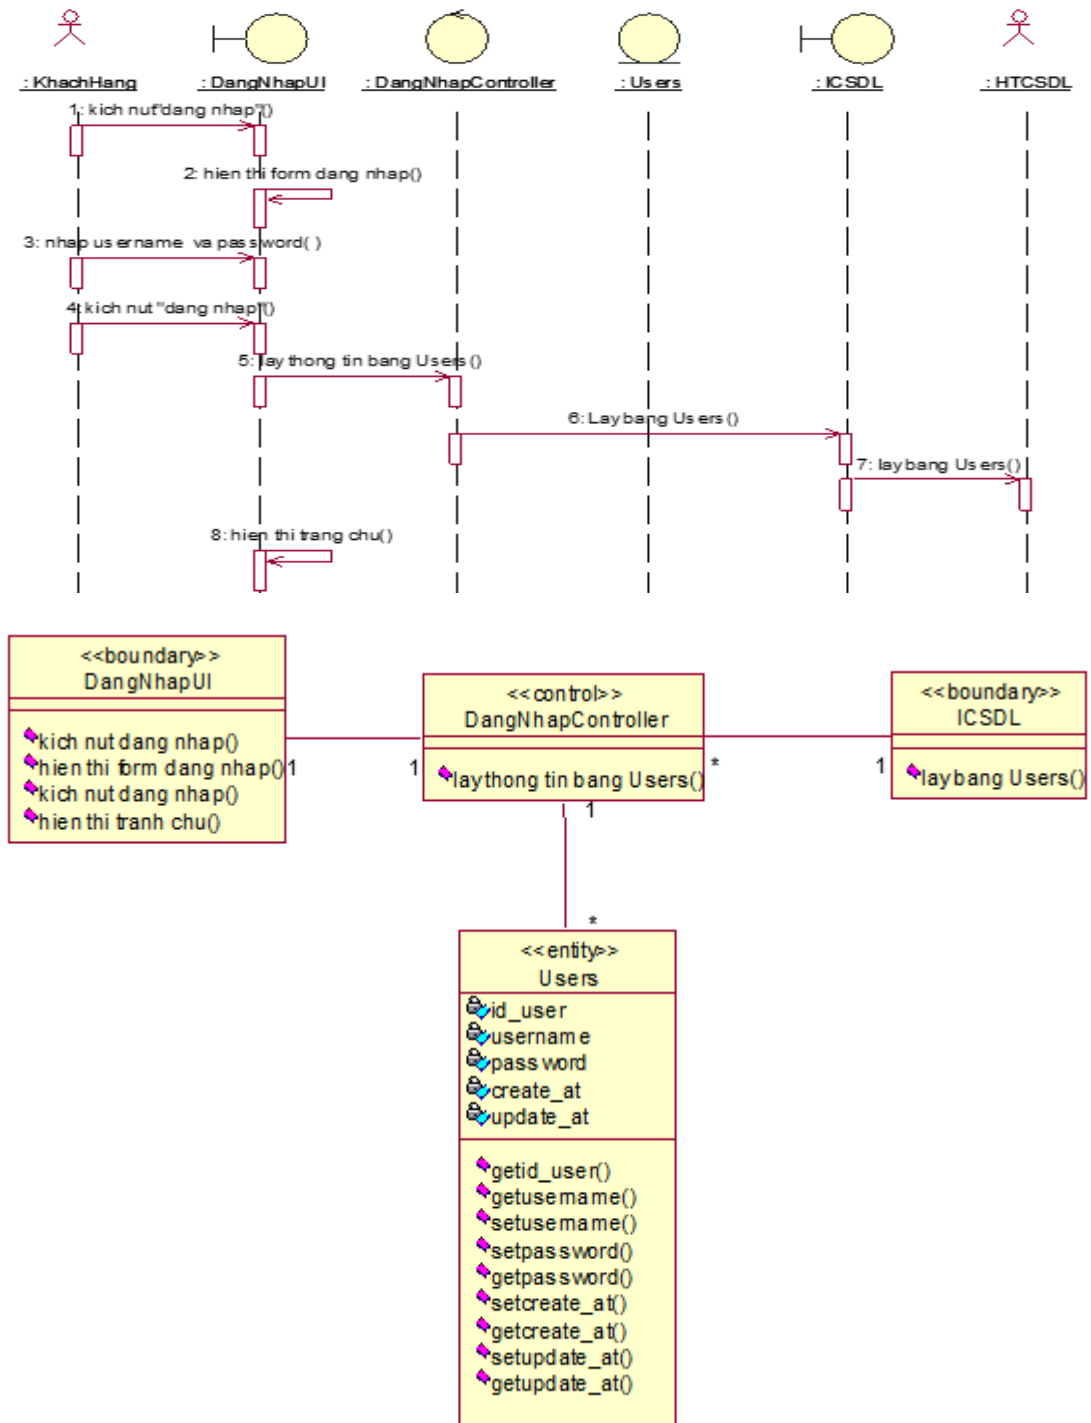 : KhachHang
: DangNhapUI
: DangNhapController
: Users
: ICSDL
: HTCSDL
1: kich nut"dang nhap"()
2: hien thi form dang nhap()
3: nhap username va password( )
4: kich nut "dang nhap"()
5: lay thong tin bang Users()
6: Lay bang Users()
7: lay bang Users()
8: hien thi trang chu()
<<boundary>>
DangNhapUI
kich nut dang nhap()
hien thi form dang nhap()
kich nut dang nhap()
hien thi tranh chu()
1
1
<<control>>
DangNhapController
lay thong tin bang Users()
*
1
<<boundary>>
ICSDL
lay bang Users()
1
*
<<entity>>
Users
id_user
username
password
create_at
update_at
getid_user()
getusername()
setusername()
setpassword()
getpassword()
setcreate_at()
getcreate_at()
setupdate_at()
getupdate_at()